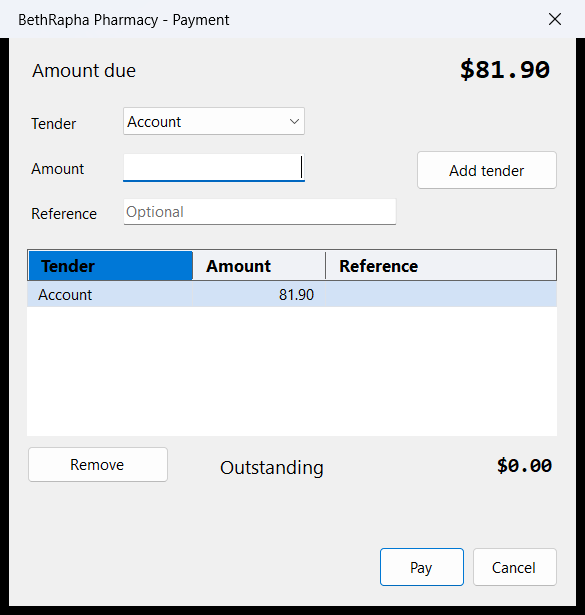 BethRapha Pharmacy - Payment
Amount due $81.90
Tender Account
Amount Add tender
Reference Optional
Tender Amount Reference
Account 81.90
Remove Outstanding $0.00
Pay Cancel